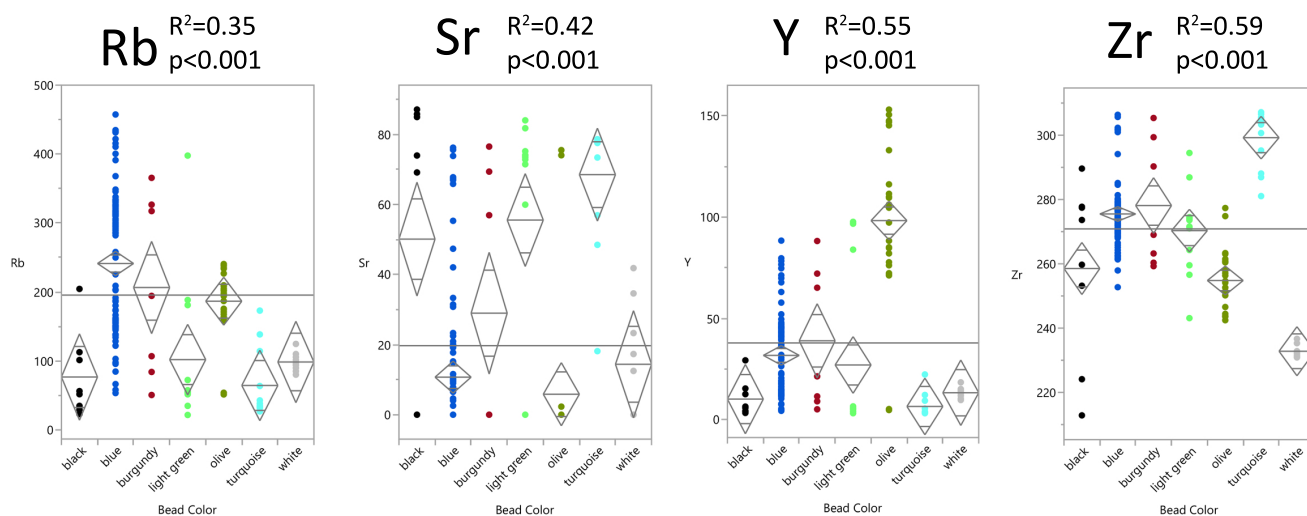 Rb
R²=0.35
p<0.001
500
400
300
200
100
0
Rb
black
blue
burgundy
light green
olive
turquoise
white
Bead Color
Sr
R²=0.42
p<0.001
80
60
40
20
0
Sr
black
blue
burgundy
light green
olive
turquoise
white
Bead Color
Y
R²=0.55
p<0.001
150
100
50
0
Y
black
blue
burgundy
light green
olive
turquoise
white
Bead Color
Zr
R²=0.59
p<0.001
300
280
260
240
220
Zr
black
blue
burgundy
light green
olive
turquoise
white
Bead Color